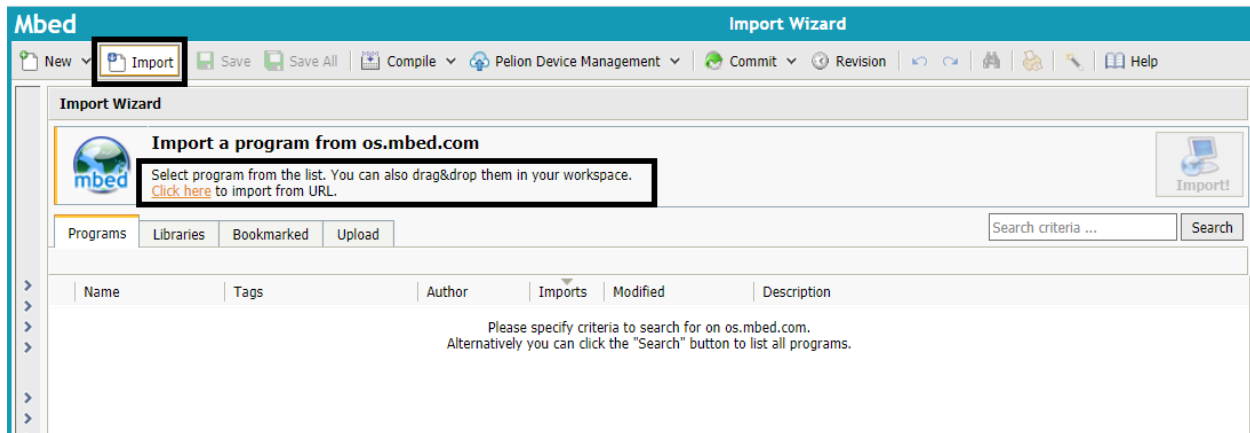 Mbed Import Wizard
New Import Save Save All Compile Pelion Device Management Commit Revision Help
Import Wizard
mbed
Import a program from os.mbed.com
Select program from the list. You can also drag&drop them in your workspace.
Click here to import from URL.
Import!
Programs Libraries Bookmarked Upload Search criteria ... Search
Name Tags Author Imports Modified Description
Please specify criteria to search for on os.mbed.com.
Alternatively you can click the "Search" button to list all programs.